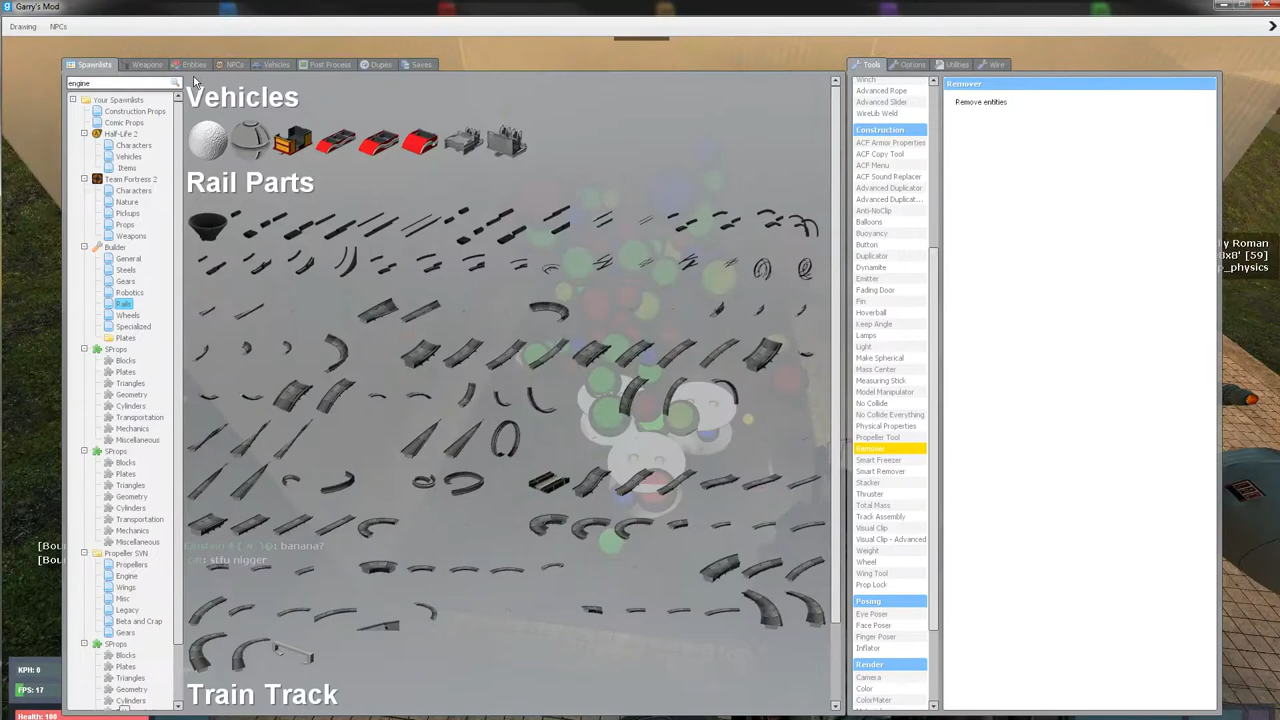 Garry's Mod
Drawing NPCs
Spawnlists Weapons Entities NPCs Vehicles Post Process Dupes Saves
engine
Your Spawnlists
Construction Props
Comic Props
Half-Life 2
Characters
Vehicles
Items
Team Fortress 2
Characters
Nature
Pickups
Props
Weapons
Builder
General
Steels
Gears
Robotics
Rails
Wheels
Specialized
Plates
SProps
Blocks
Plates
Triangles
Geometry
Cylinders
Transportation
Mechanics
Miscellaneous
SProps
Blocks
Plates
Triangles
Geometry
Cylinders
Transportation
Mechanics
Miscellaneous
Propeller SVN
Propellers
Engine
Wings
Misc
Legacy
Beta and Crap
Gears
SProps
Blocks
Plates
Triangles
Geometry
Cylinders
Vehicles
Rail Parts
Train Track
banana?
stfu nigger
[Bou
[Bou
KPH: 0
FPS: 17
Health: 100
Tools Options Utilities Wire
Winch
Advanced Rope
Advanced Slider
WireLib Weld
Construction
ACF Armor Properties
ACF Copy Tool
ACF Menu
ACF Sound Replacer
Advanced Duplicator
Advanced Duplicat...
Anti-NoClip
Balloons
Buoyancy
Button
Duplicator
Dynamite
Emitter
Fading Door
Fin
Hoverball
Keep Angle
Lamps
Light
Make Spherical
Mass Center
Measuring Stick
Model Manipulator
No Collide
No Collide Everything
Physical Properties
Propeller Tool
Remover
Smart Freezer
Smart Remover
Stacker
Thruster
Total Mass
Track Assembly
Visual Clip
Visual Clip - Advanced
Weight
Wheel
Wing Tool
Prop Lock
Posing
Eye Poser
Face Poser
Finger Poser
Inflator
Render
Camera
Color
ColorMater
Remover
Remove entities
y Roman
8x8' [59]
p_physics